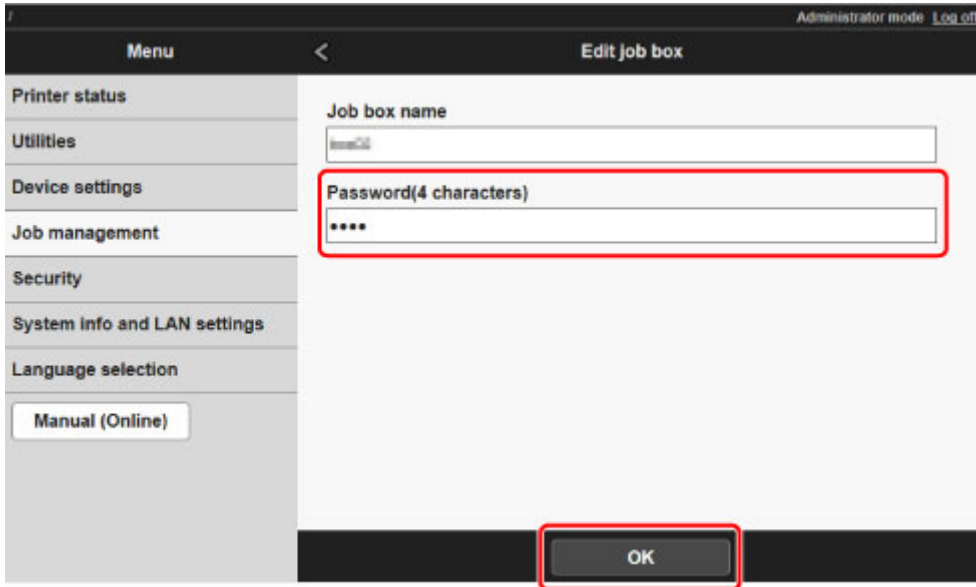 /
Administrator mode Log off
Menu
< Edit job box
Printer status
Utilities
Device settings
Job management
Security
System info and LAN settings
Language selection
Manual (Online)
Job box name
Password(4 characters)
••••
OK